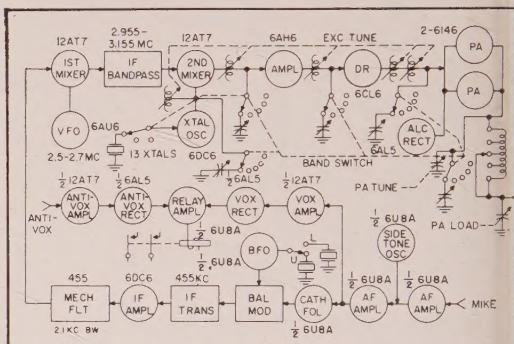 2.955-
3.155 MC
12AT7
12AT7
6AH6
EXC TUNE
2-6146
1ST
MIXER
IF
BANDPASS
2ND
MIXER
AMPL
DR
PA
6CL6
PA
VFO
6AU6
XTAL
OSC
6AL5
ALC
RECT
2.5-2.7MC
13 XTALS
6DC6
BAND SWITCH
PA TUNE
1/2 12AT7
1/2 6AL5
1/2 6AL5
1/2 12AT7
ANTI-
VOX
ANTI-
VOX
AMPL
ANTI-
VOX
RECT
RELAY
AMPL
VOX
RECT
VOX
AMPL
1/2 6U8A
PA LOAD
1/2 6U8A
SIDE
TONE
OSC
1/2 6U8A
BFO
L
U
455
6DC6
455KC
1/2 6U8A
1/2 6U8A
MECH
FLT
IF
AMPL
IF
TRANS
BAL
MOD
CATH
FOL
AF
AMPL
AF
AMPL
MIKE
2.1 KC BW
1/2 6U8A